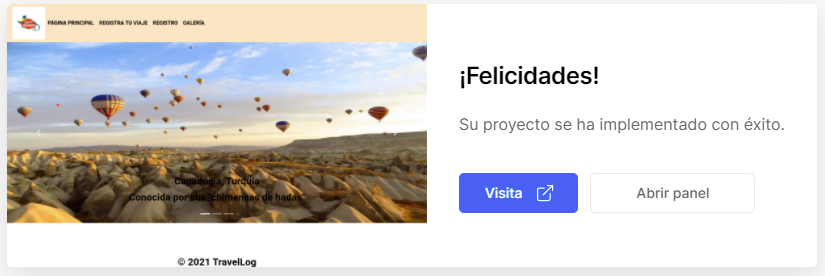 PÁGINA PRINCIPAL REGISTRA TU VIAJE REGISTRO GALERÍA
Capadocia, Turquía
Conocida por sus "chimeneas de hadas"
© 2021 TravelLog
¡Felicidades!
Su proyecto se ha implementado con éxito.
Visita
Abrir panel